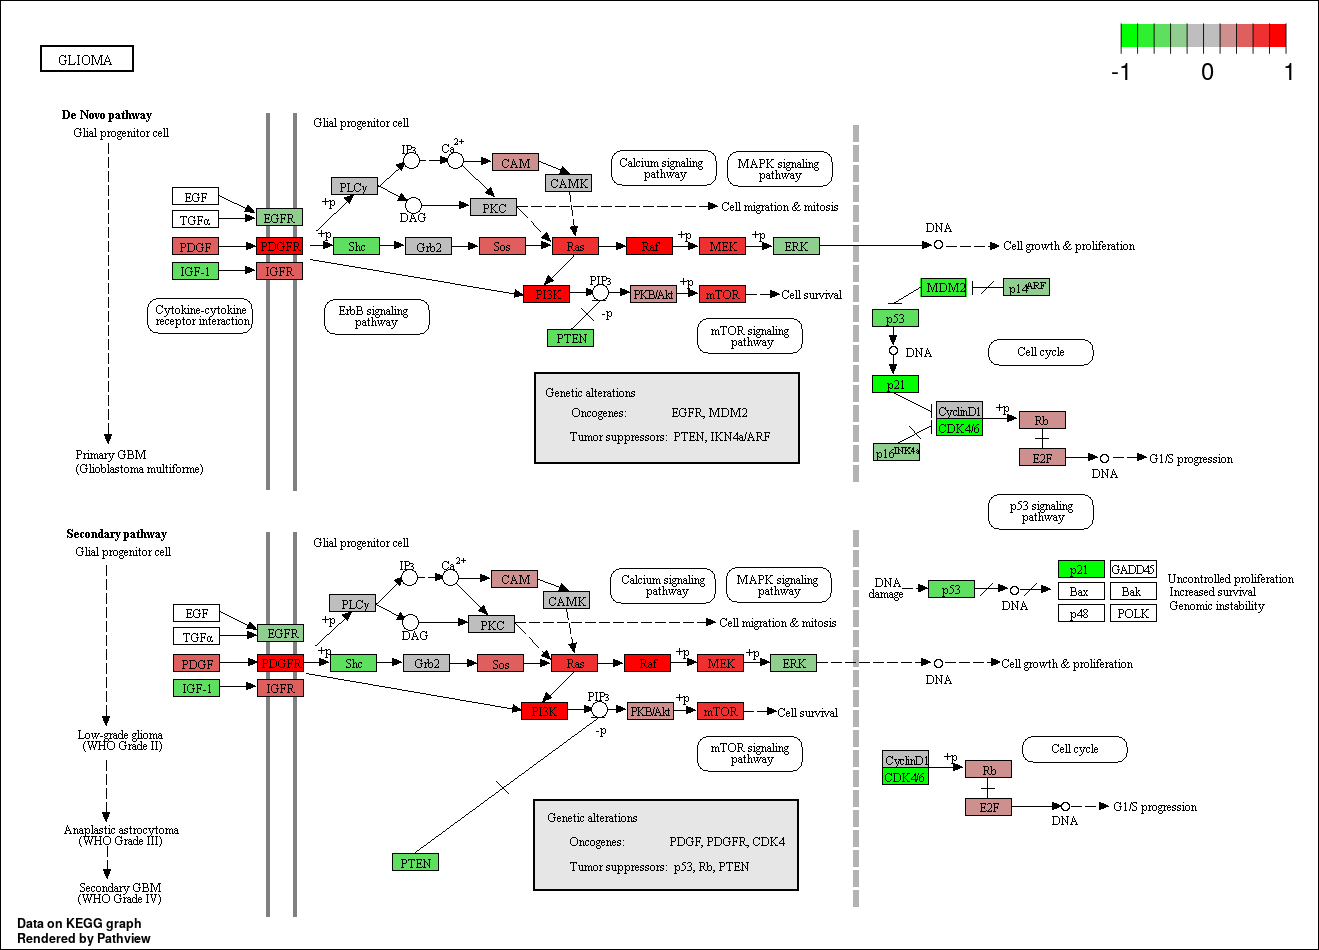 GLIOMA
-1 0 1
De Novo pathway
Glial progenitor cell
Glial progenitor cell
IP3
Ca2+
CAM
Calcium signaling
pathway
MAPK signaling
pathway
PLCγ
CAMK
+p
DAG
PKC
Cell migration & mitosis
EGF
TGFα
EGFR
PDGF
PDGFR
+p
Shc
Grb2
Sos
Ras
Raf
+p
MEK
+p
ERK
DNA
Cell growth & proliferation
IGF-1
IGFR
PI3K
PIP3
PKB/Akt
+p
mTOR
Cell survival
-p
PTEN
MDM2
p14ARF
p53
DNA
p21
Cell cycle
Cytokine-cytokine
receptor interaction
ErbB signaling
pathway
mTOR signaling
pathway
Genetic alterations
Oncogenes: EGFR, MDM2
Tumor suppressors: PTEN, IKN4a/ARF
CyclinD1
CDK4/6
+p
Rb
p16INK4a
E2F
DNA
G1/S progression
Primary GBM
(Glioblastoma multiforme)
p53 signaling
pathway
Secondary pathway
Glial progenitor cell
Glial progenitor cell
IP3
Ca2+
CAM
Calcium signaling
pathway
MAPK signaling
pathway
PLCγ
CAMK
+p
DAG
PKC
Cell migration & mitosis
DNA
damage
p53
DNA
p21
GADD45
Bax
Bak
p48
POLK
Uncontrolled proliferation
Increased survival
Genomic instability
EGF
TGFα
EGFR
PDGF
PDGFR
+p
Shc
Grb2
Sos
Ras
Raf
+p
MEK
+p
ERK
DNA
Cell growth & proliferation
IGF-1
IGFR
PI3K
PIP3
PKB/Akt
+p
mTOR
Cell survival
-p
Low-grade glioma
(WHO Grade II)
mTOR signaling
pathway
Cell cycle
CyclinD1
CDK4/6
+p
Rb
E2F
DNA
G1/S progression
Genetic alterations
Oncogenes: PDGF, PDGFR, CDK4
Tumor suppressors: p53, Rb, PTEN
PTEN
Anaplastic astrocytoma
(WHO Grade III)
Secondary GBM
(WHO Grade IV)
Data on KEGG graph
Rendered by Pathview